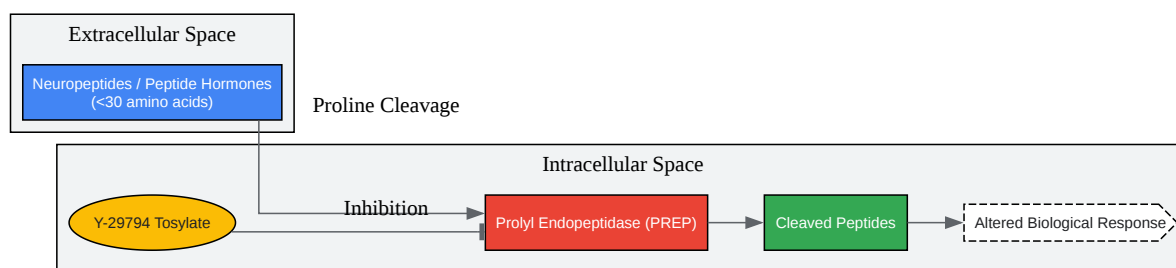 Extracellular Space
Neuropeptides / Peptide Hormones
(<30 amino acids)
Proline Cleavage
Intracellular Space
Y-29794 Tosylate
Inhibition
Prolyl Endopeptidase (PREP)
Cleaved Peptides
Altered Biological Response